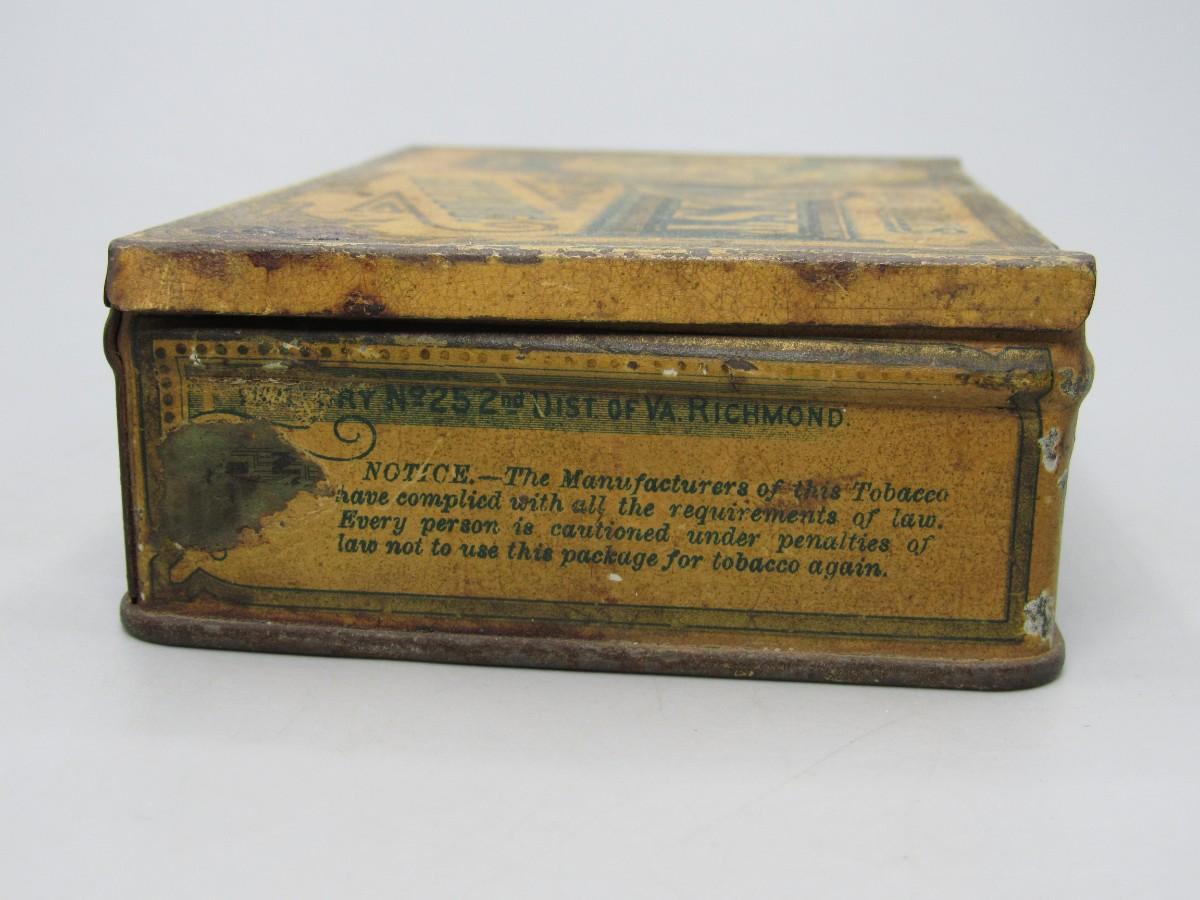 RY No 25 2nd DIST OF VA. RICHMOND.
NOTICE.—The Manufacturers of this Tobacco
have complied with all the requirements of law.
Every person is cautioned under penalties of
law not to use this package for tobacco again.